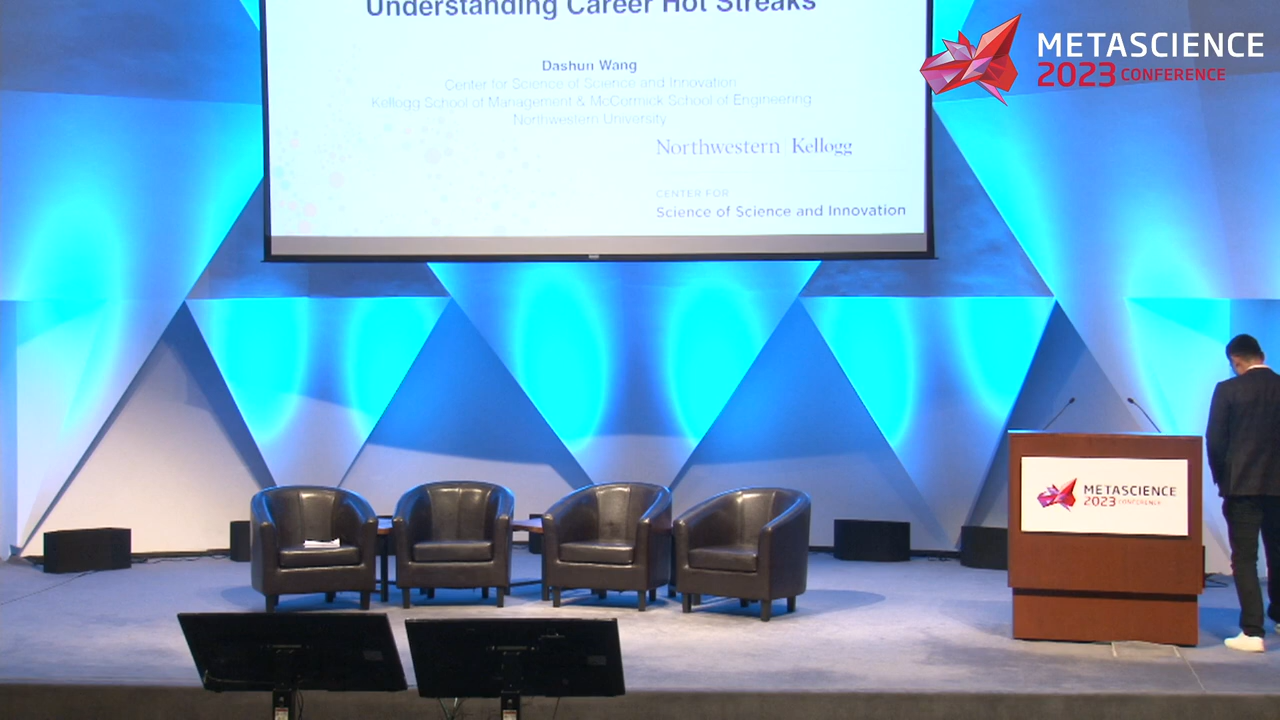 Understanding Career Hot Streaks
Dashun Wang
Center for Science of Science and Innovation
Kellogg School of Management & McCormick School of Engineering
Northwestern University
Northwestern Kellogg
CENTER FOR
Science of Science and Innovation
METASCIENCE
2023 CONFERENCE
METASCIENCE
2023 CONFERENCE